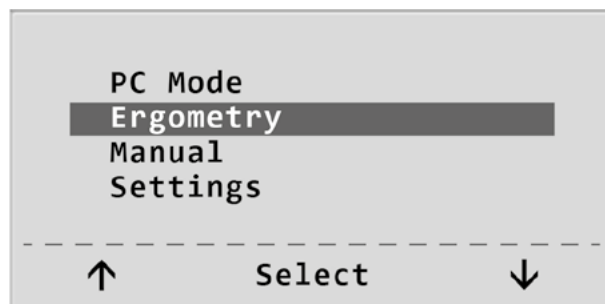 PC Mode
Ergometry
Manual
Settings
↑ Select ↓